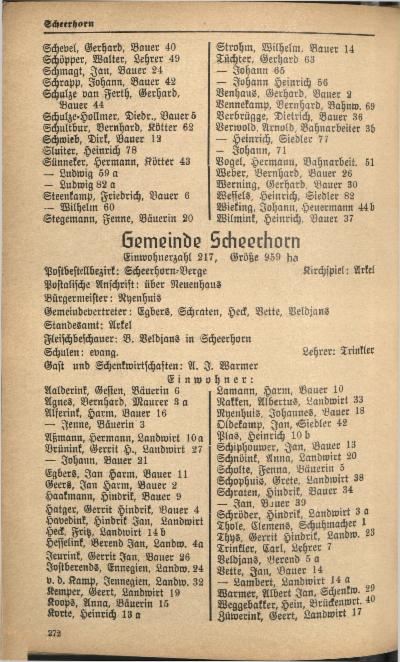 Scheerhorn
Schevel, Gerhard, Bauer 40
Schöpper, Walter, Lehrer 49
Schmagt, Jan, Bauer 24
Schrapp, Johann, Bauer 42
Schulze van Ferth, Gerhard,
Bauer 44
Schulze-Hollmer, Diedr., Bauer 5
Schultbur, Bernhard, Kötter 62
Schwieb, Dirk, Bauer 12
Sluiter, Heinrich 78
Sünneker, Hermann, Kötter 43
— Ludwig 59 a
— Ludwig 82 a
Steenkamp, Friedrich, Bauer 6
— Wilhelm 60
Stegemann, Fenne, Bäuerin 20
Strohm, Wilhelm, Bauer 14
Tüchter, Gerhard 63
— Johann 65
— Johann Heinrich 56
Venhaus, Gerhard, Bauer 2
Vennekamp, Bernhard, Bahnw. 69
Verbrügge, Dietrich, Bauer 36
Verwold, Arnold, Bahnarbeiter 3b
— Heinrich, Siedler 77
— Johann, 71
Vogel, Hermann, Bahnarbeit. 51
Weber, Bernhard, Bauer 26
Werning, Gerhard, Bauer 30
Wessels, Heinrich, Siedler 82
Wieking, Johann, Heuermann 44 b
Wilmink, Heinrich, Bauer 37
Gemeinde Scheerhorn
Einwohnerzahl 217, Größe 959 ha
Postbestellbezirk: Scheerhorn-Berge Kirchspiel: Arkel
Postalische Anschrift: über Neuenhaus
Bürgermeister: Nyenhuis
Gemeindevertreter: Egbers, Schraten, Heck, Vette, Veldjans
Standesamt: Arkel
Fleischbeschauer: B. Veldjans in Scheerhorn
Schulen: evang. Lehrer: Trinkler
Gast und Schenkwirtschaften: A. J. Warmer
Einwohner:
Aalderink, Gesien, Bäuerin 6
Agnes, Bernhard, Maurer 3 a
Alferink, Harm, Bauer 16
— Jenne, Bäuerin 3
Aßmann, Hermann, Landwirt 10 a
Brünink, Gerrit H., Landwirt 27
— Johann, Bauer 21
Egbers, Jan Harm, Bauer 11
Geers, Jan Harm, Bauer 2
Haakmann, Hindrik, Bauer 9
Hatger, Gerrit Hindrik, Bauer 4
Havedink, Hindrik Jan, Landwirt
Heck, Fritz, Landwirt 14 b
Hesselink, Berend Jan, Landw. 4a
Jeurink, Gerrit Jan, Bauer 26
Jostberends, Ennegien, Landw. 24
v. d. Kamp, Jennegien, Landw. 32
Kemper, Geert, Landwirt 19
Koops, Anna, Bäuerin 15
Korte, Heinrich 13 a
Lamann, Harm, Bauer 10
Nakken, Albertus, Landwirt 33
Nyenhuis, Johannes, Bauer 18
Oldekamp, Jan, Siedler 42
Plas, Heinrich 10 b
Schiphouwer, Jan, Bauer 13
Schnöink, Anna, Landwirt 20
Scholte, Fenna, Bäuerin 5
Schophuis, Grete, Landwirt 38
Schraten, Hindrik, Bauer 34
— Jan, Bauer 39
Schröder, Hindrik, Landwirt 3 a
Thole, Clemens, Schuhmacher 1
Thys, Gerrit Hindrik, Landw. 23
Trinkler, Carl, Lehrer 7
Veldjans, Berend 5 a
Vette, Jan, Bauer 14
— Lambert, Landwirt 14 a
Warmer, Albert Jan, Schenkw. 29
Weggebakker, Hein, Brückenwrt. 40
Züwerink, Geert, Landwirt 17
272